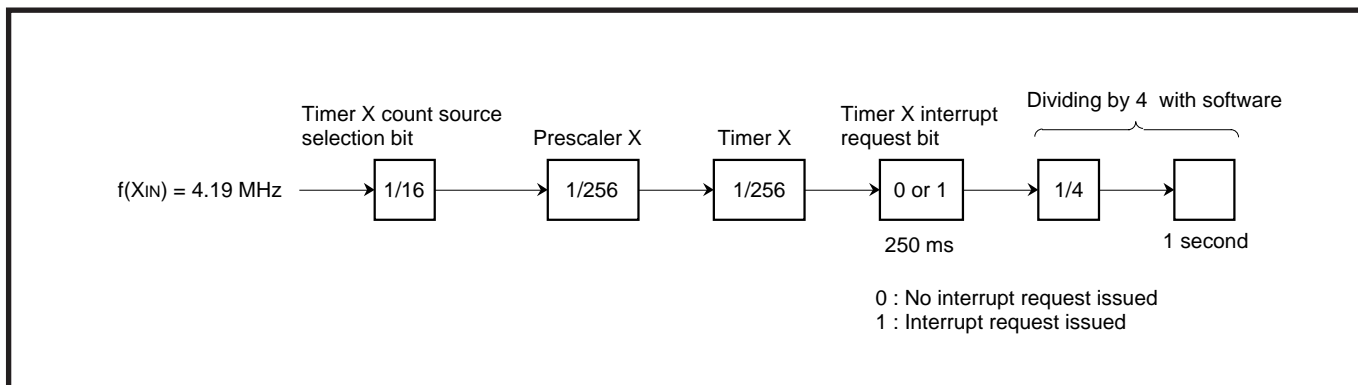 Dividing by 4 with software
Timer X count source
selection bit
Prescaler X
Timer X
Timer X interrupt
request bit
f(XIN) = 4.19 MHz
1/16
1/256
1/256
0 or 1
1/4
250 ms
1 second
0 : No interrupt request issued
1 : Interrupt request issued